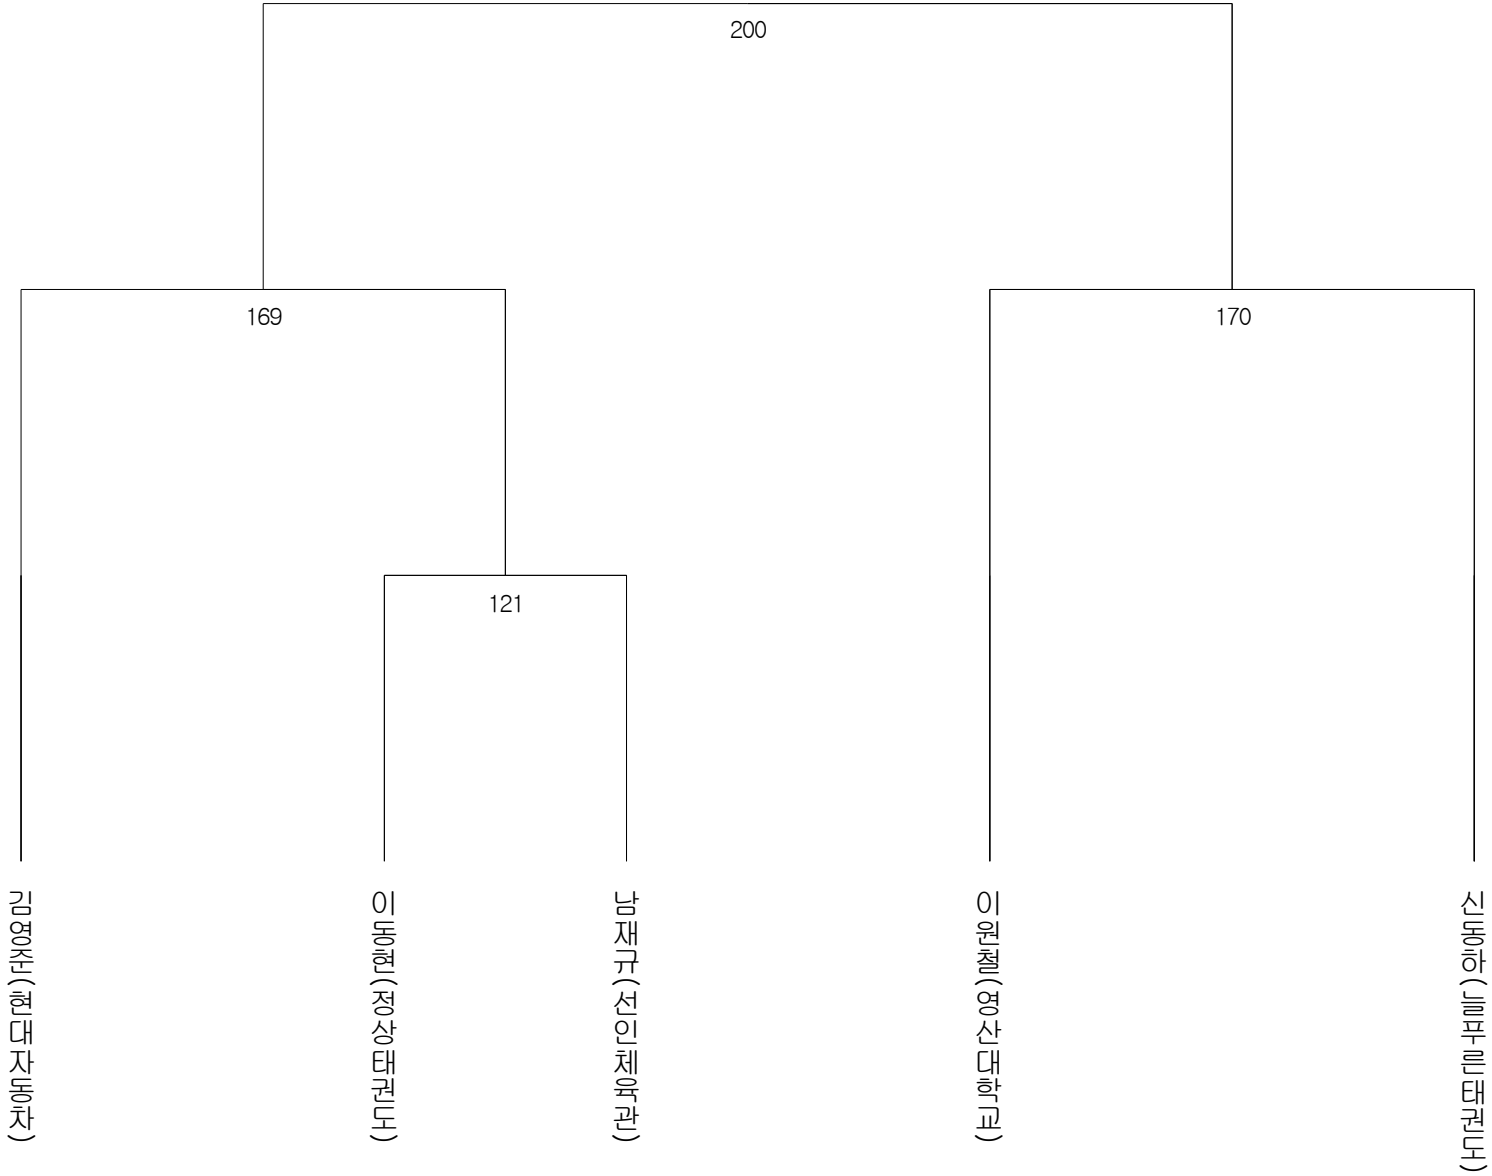 200
169
170
121
김영준(현대자동차)
이동현(정상태권도)
남재규(선인체육관)
이원철(영산대학교)
신동하(늘푸른태권도)